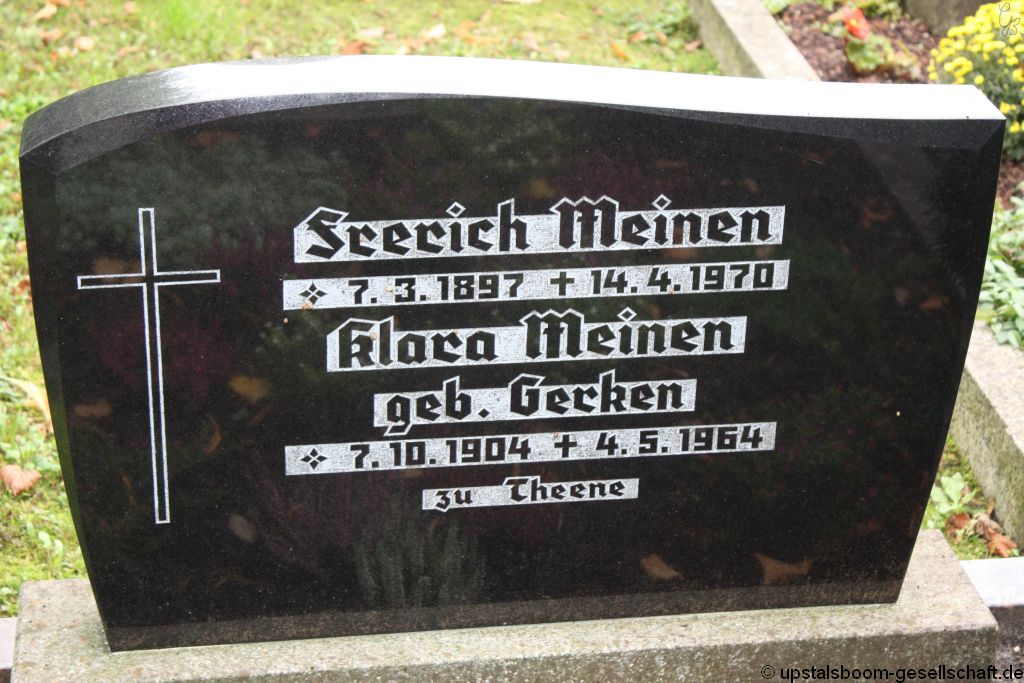 Frerich Meinen
* 7. 3. 1897 + 14. 4. 1970
Klara Meinen
geb. Gerken
* 7. 10. 1904 + 4. 5. 1964
zu Theene
© upstalsboom-gesellschaft.de